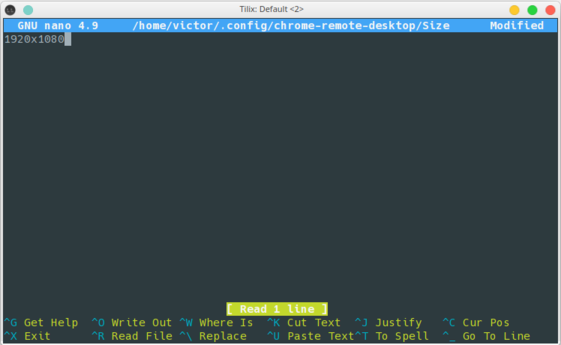 Tilix: Default <2>
GNU nano 4.9 /home/victor/.config/chrome-remote-desktop/Size Modified
1920x1080
[ Read 1 line ]
^G Get Help ^O Write Out ^W Where Is ^K Cut Text ^J Justify ^C Cur Pos
^X Exit ^R Read File ^\ Replace ^U Paste Text ^T To Spell ^_ Go To Line